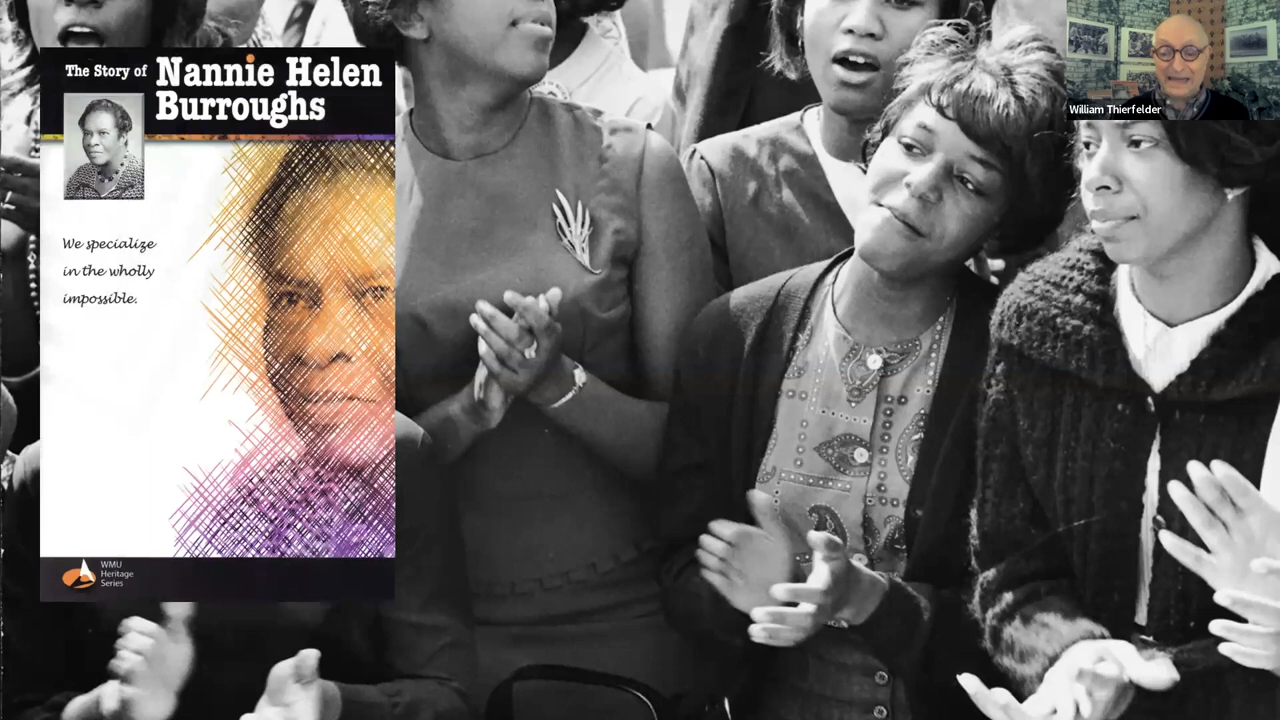 The Story of Nannie Helen
Burroughs
We specialize
in the wholly
impossible.
WMU
Heritage
Series
William Thierfelder